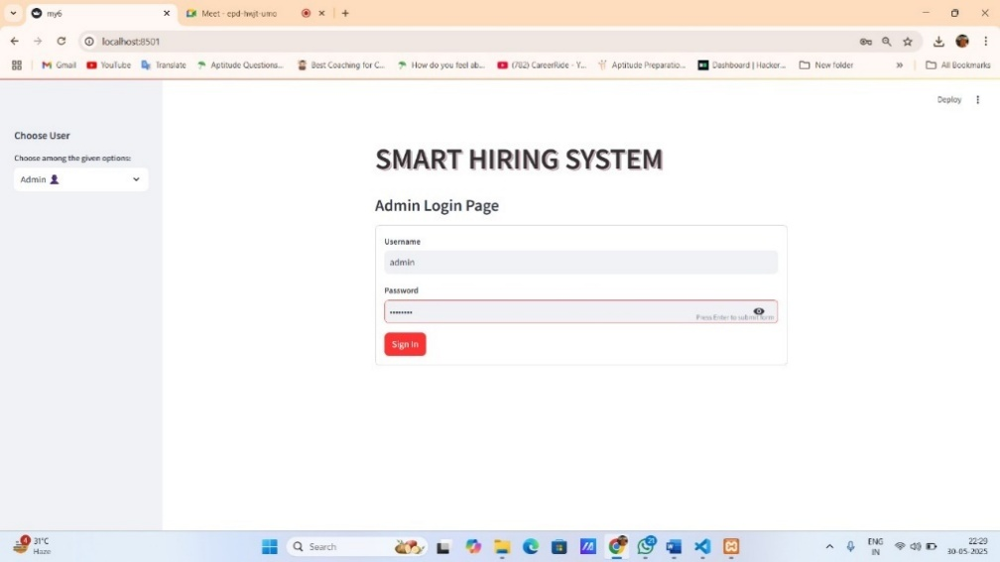 my6
Meet - epd-hwjt-umc
localhost:8501
Gmail
YouTube
Translate
Aptitude Questions...
Best Coaching for C...
How do you feel ab...
(782) CareerRide - Y...
Aptitude Preparatio...
Dashboard | Hacker...
New folder
All Bookmarks
Deploy
Choose User
Choose among the given options:
Admin
SMART HIRING SYSTEM
Admin Login Page
Username
admin
Password
Press Enter to submit form
Sign In
4
31°C
Haze
Search
ENG
IN
22:29
30-05-2025